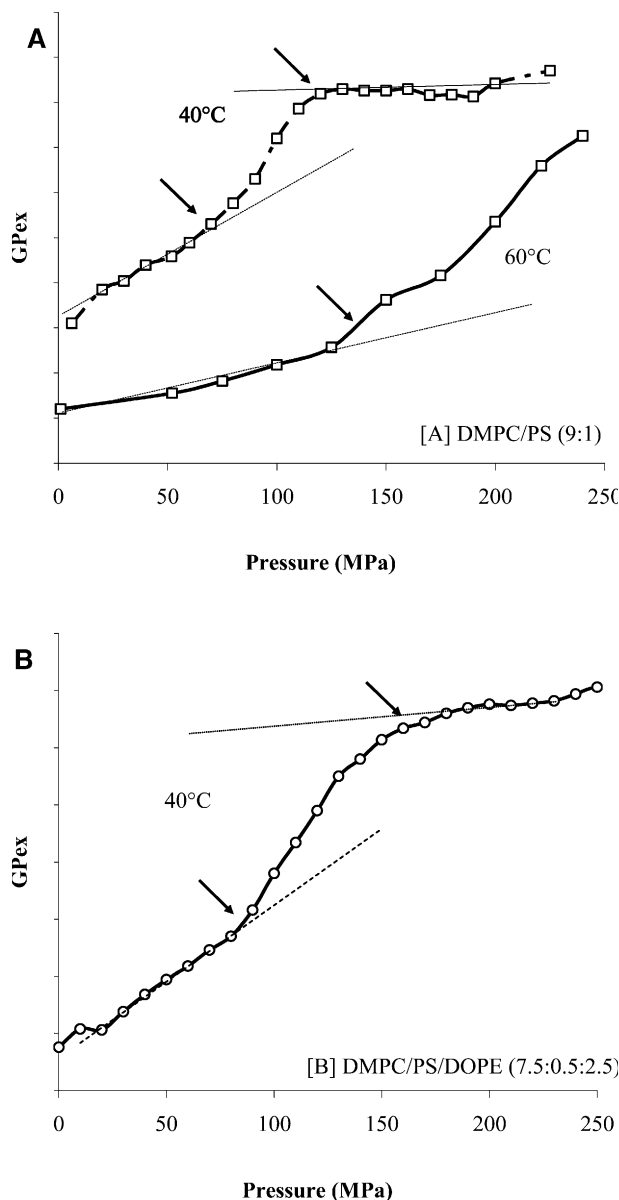 A
40°C
GPex
60°C
[A] DMPC/PS (9:1)
0 50 100 150 200 250
Pressure (MPa)
B
40°C
GPex
[B] DMPC/PS/DOPE (7.5:0.5:2.5)
0 50 100 150 200 250
Pressure (MPa)